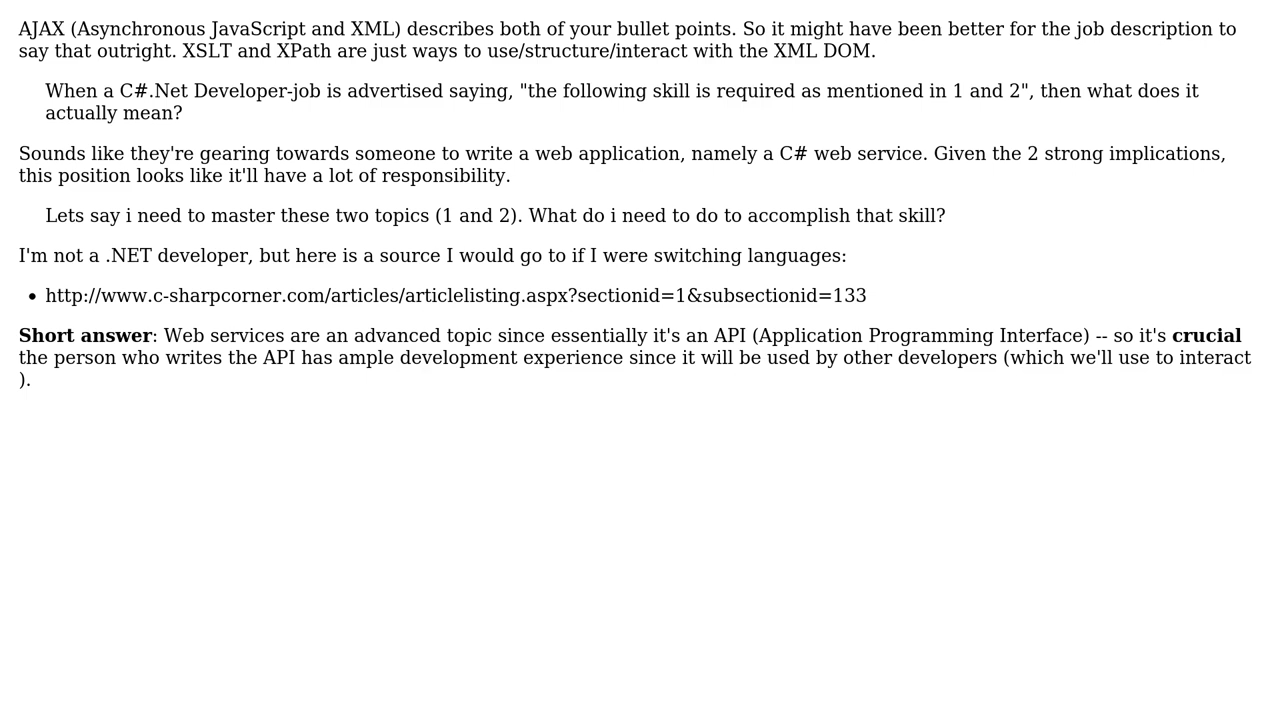 AJAX (Asynchronous JavaScript and XML) describes both of your bullet points. So it might have been better for the job description to
say that outright. XSLT and XPath are just ways to use/structure/interact with the XML DOM.
When a C#.Net Developer-job is advertised saying, "the following skill is required as mentioned in 1 and 2", then what does it
actually mean?
Sounds like they're gearing towards someone to write a web application, namely a C# web service. Given the 2 strong implications,
this position looks like it'll have a lot of responsibility.
Lets say i need to master these two topics (1 and 2). What do i need to do to accomplish that skill?
I'm not a .NET developer, but here is a source I would go to if I were switching languages:
• http://www.c-sharpcorner.com/articles/articlelisting.aspx?sectionid=1&subsectionid=133
Short answer: Web services are an advanced topic since essentially it's an API (Application Programming Interface) -- so it's crucial
the person who writes the API has ample development experience since it will be used by other developers (which we'll use to interact
).